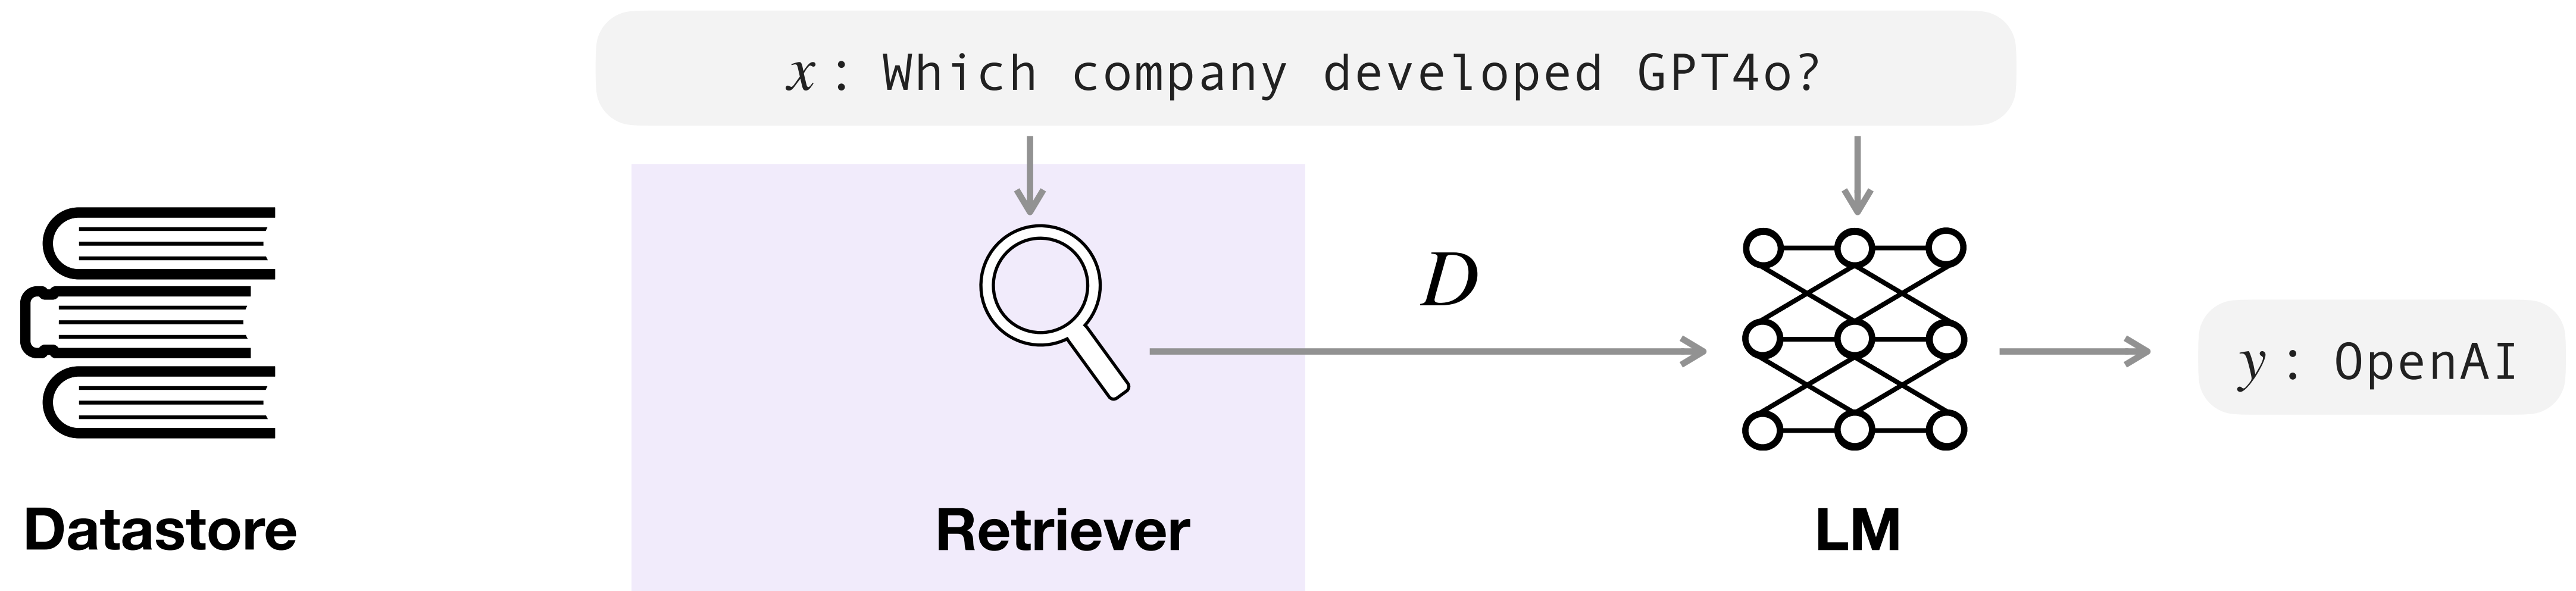 x : Which company developed GPT4o?
D
y : OpenAI
Datastore
Retriever
LM